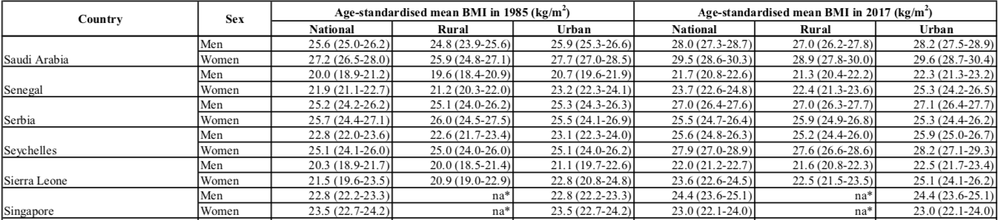 Country Sex Age-standardised mean BMI in 1985 (kg/m²) Age-standardised mean BMI in 2017 (kg/m²)
National Rural Urban National Rural Urban
Men 25.6 (25.0-26.2) 24.8 (23.9-25.6) 25.9 (25.3-26.6) 28.0 (27.3-28.7) 27.0 (26.2-27.8) 28.2 (27.5-28.9)
Saudi Arabia Women 27.2 (26.5-28.0) 25.9 (24.8-27.1) 27.7 (27.0-28.5) 29.5 (28.6-30.3) 28.9 (27.8-30.0) 29.6 (28.7-30.4)
Men 20.0 (18.9-21.2) 19.6 (18.4-20.9) 20.7 (19.6-21.9) 21.7 (20.8-22.6) 21.3 (20.4-22.2) 22.3 (21.3-23.2)
Senegal Women 21.9 (21.1-22.7) 21.2 (20.3-22.0) 23.2 (22.3-24.1) 23.7 (22.6-24.8) 22.4 (21.3-23.6) 25.3 (24.2-26.5)
Men 25.2 (24.2-26.2) 25.1 (24.0-26.2) 25.3 (24.3-26.3) 27.0 (26.4-27.6) 27.0 (26.3-27.7) 27.1 (26.4-27.7)
Serbia Women 25.7 (24.4-27.1) 26.0 (24.5-27.5) 25.5 (24.1-26.9) 25.5 (24.7-26.4) 25.9 (24.9-26.8) 25.3 (24.4-26.2)
Men 22.8 (22.0-23.6) 22.6 (21.7-23.4) 23.1 (22.3-24.0) 25.6 (24.8-26.3) 25.2 (24.4-26.0) 25.9 (25.0-26.7)
Seychelles Women 25.1 (24.1-26.0) 25.0 (24.0-26.0) 25.1 (24.0-26.2) 27.9 (27.0-28.9) 27.6 (26.6-28.6) 28.2 (27.1-29.3)
Men 20.3 (18.9-21.7) 20.0 (18.5-21.4) 21.1 (19.7-22.6) 22.0 (21.2-22.7) 21.6 (20.8-22.3) 22.5 (21.7-23.4)
Sierra Leone Women 21.5 (19.6-23.5) 20.9 (19.0-22.9) 22.8 (20.8-24.8) 23.6 (22.6-24.5) 22.5 (21.5-23.5) 25.1 (24.1-26.2)
Men 22.8 (22.2-23.3) na* 22.8 (22.2-23.3) 24.4 (23.6-25.1) na* 24.4 (23.6-25.1)
Singapore Women 23.5 (22.7-24.2) na* 23.5 (22.7-24.2) 23.0 (22.1-24.0) na* 23.0 (22.1-24.0)